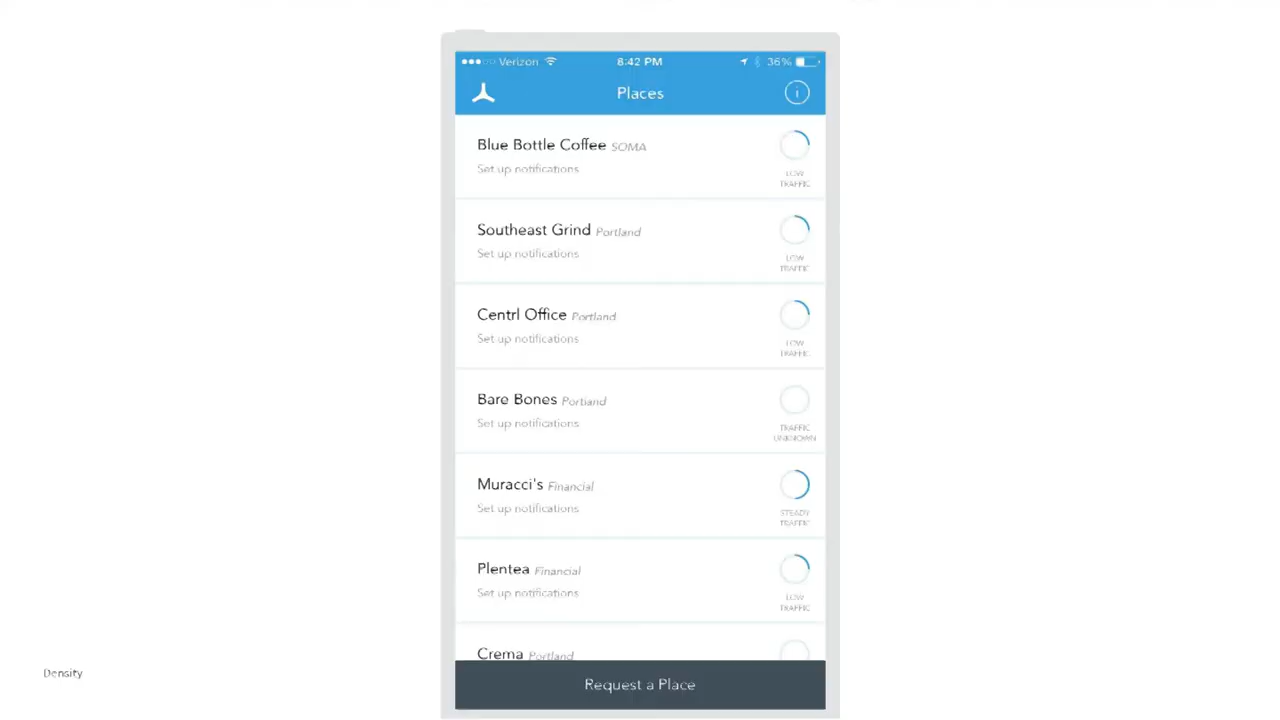 Verizon 8:42 PM 36%
Places
Blue Bottle Coffee SOMA
Set up notifications
LOW
TRAFFIC
Southeast Grind Portland
Set up notifications
LOW
TRAFFIC
Centrl Office Portland
Set up notifications
LOW
TRAFFIC
Bare Bones Portland
Set up notifications
TRAFFIC
UNKNOWN
Muracci's Financial
Set up notifications
STEADY
TRAFFIC
Plentea Financial
Set up notifications
LOW
TRAFFIC
Crema Portland
Request a Place
Density